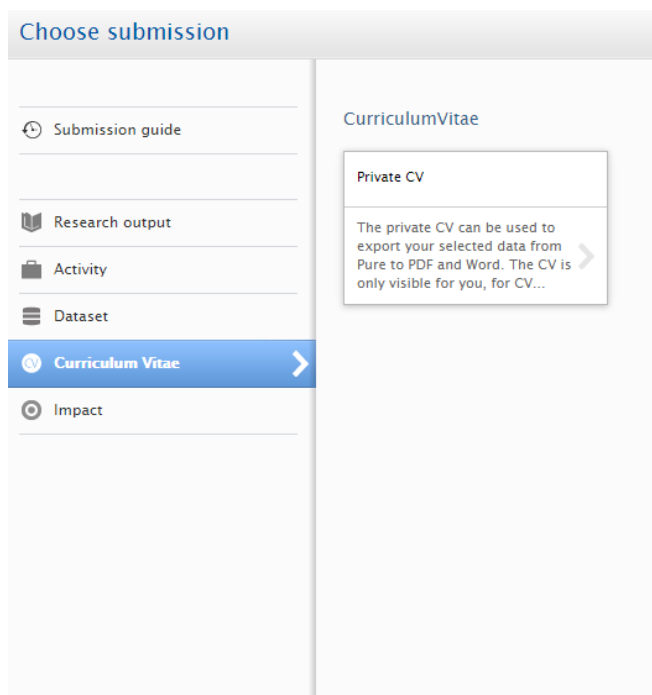 Choose submission
Submission guide
Research output
Activity
Dataset
CV Curriculum Vitae
Impact
CurriculumVitae
Private CV
The private CV can be used to
export your selected data from
Pure to PDF and Word. The CV is
only visible for you, for CV...